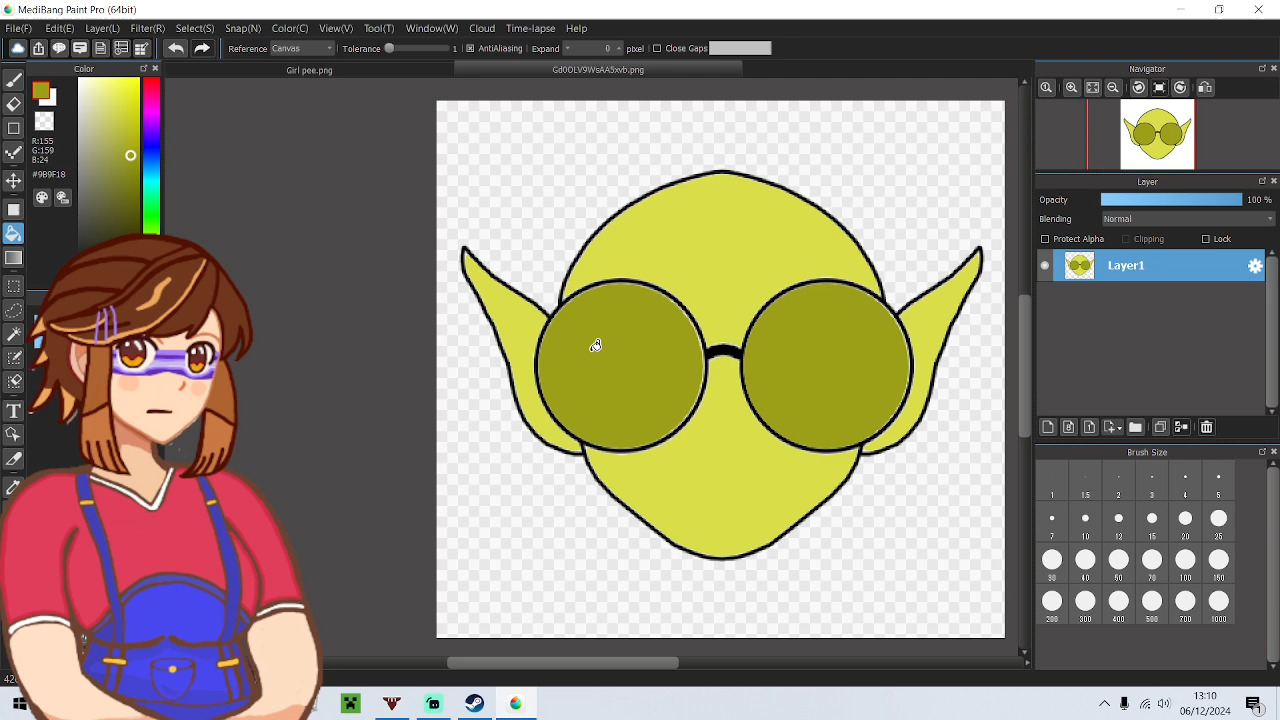 MediBang Paint Pro (64bit)
File(F) Edit(E) Layer(L) Filter(R) Select(S) Snap(N) Color(C) View(V) Tool(T) Window(W) Cloud Time-lapse Help
Reference Canvas Tolerance 1 AntiAliasing Expand 0 pixel Close Gaps
Color
Girl pee.png
Gd0OLV9WsAA5xvb.png
Navigator
R:155
G:159
B:24
#9B9F18
Layer
Opacity 100 %
Blending Normal
Protect Alpha Clipping Lock
Layer1
Brush Size
1 1.5 2 3 4 5
7 10 12 15 20 25
30 40 50 70 100 150
200 300 400 500 700 1000
13:10
06/12/2024